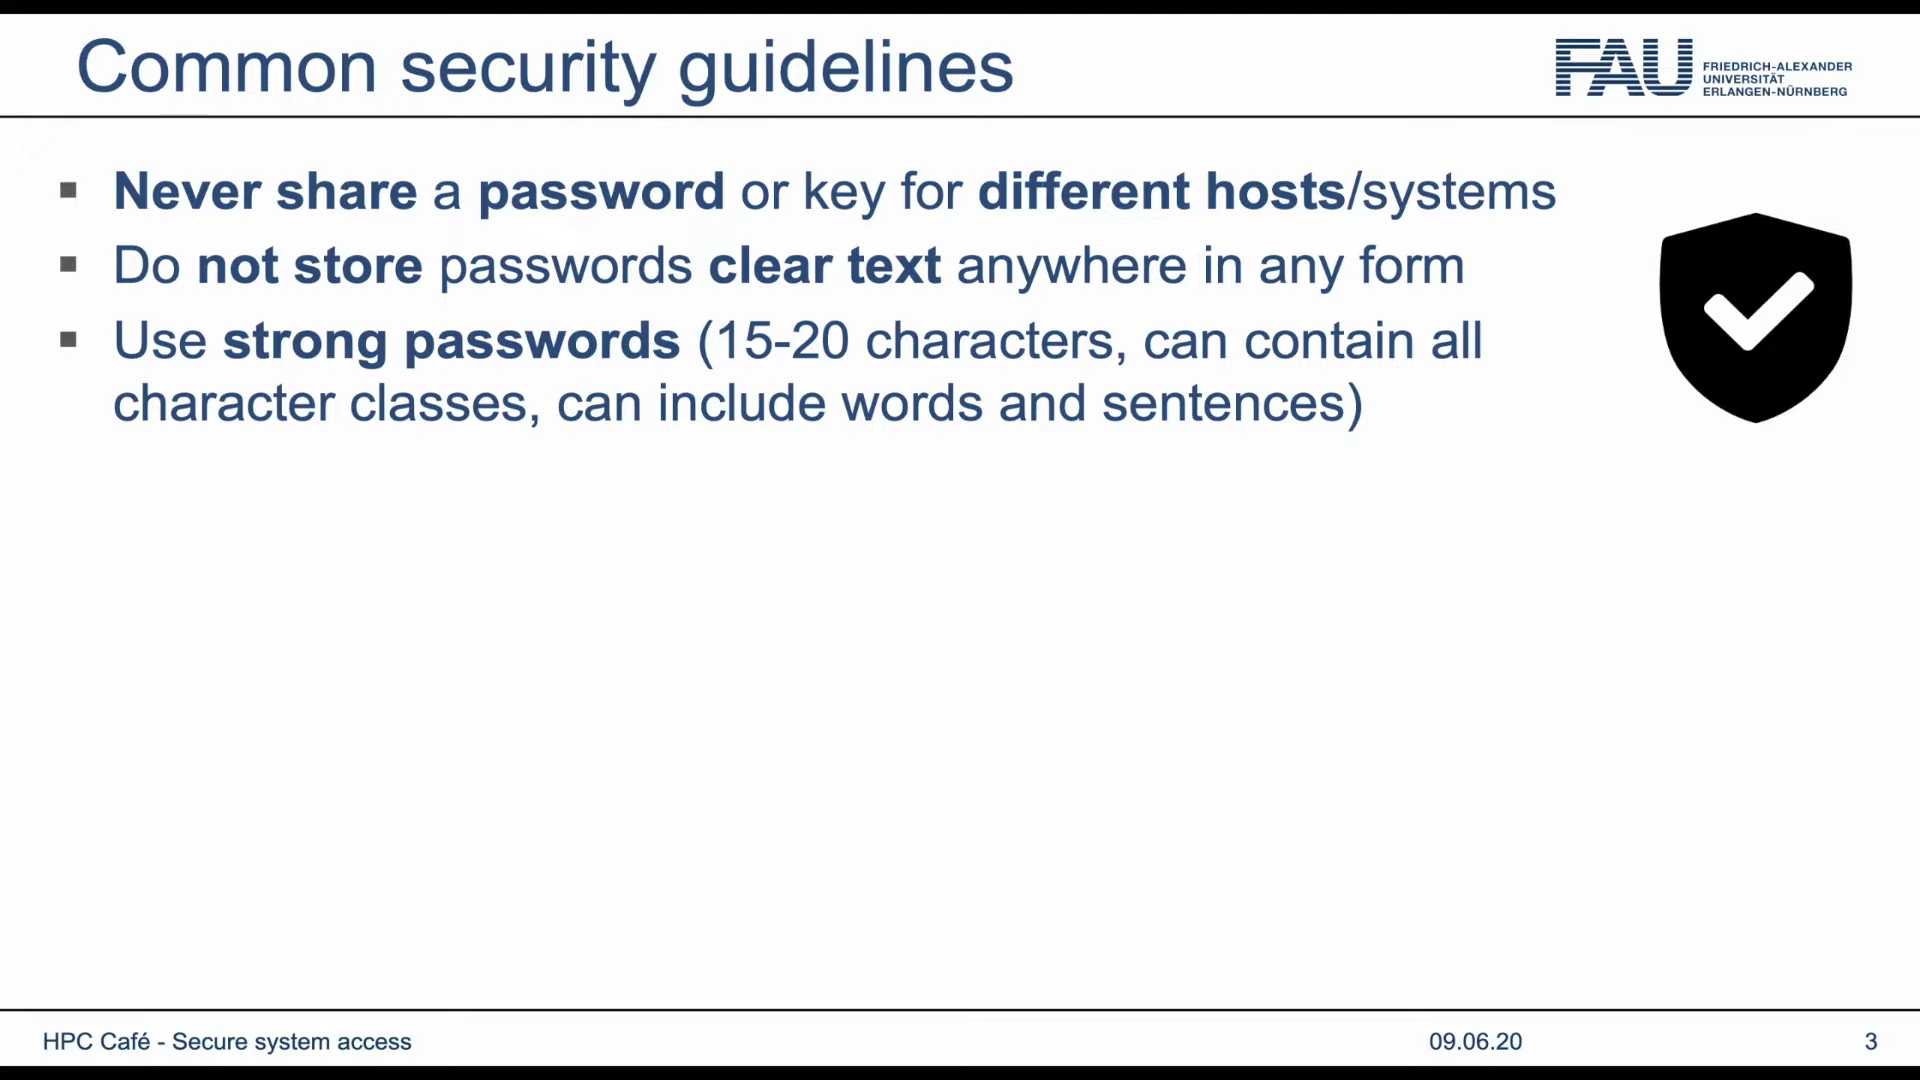 Common security guidelines
FAU
FRIEDRICH-ALEXANDER
UNIVERSITÄT
ERLANGEN-NÜRNBERG
▪ Never share a password or key for different hosts/systems
▪ Do not store passwords clear text anywhere in any form
▪ Use strong passwords (15-20 characters, can contain all
character classes, can include words and sentences)
HPC Café - Secure system access
09.06.20
3